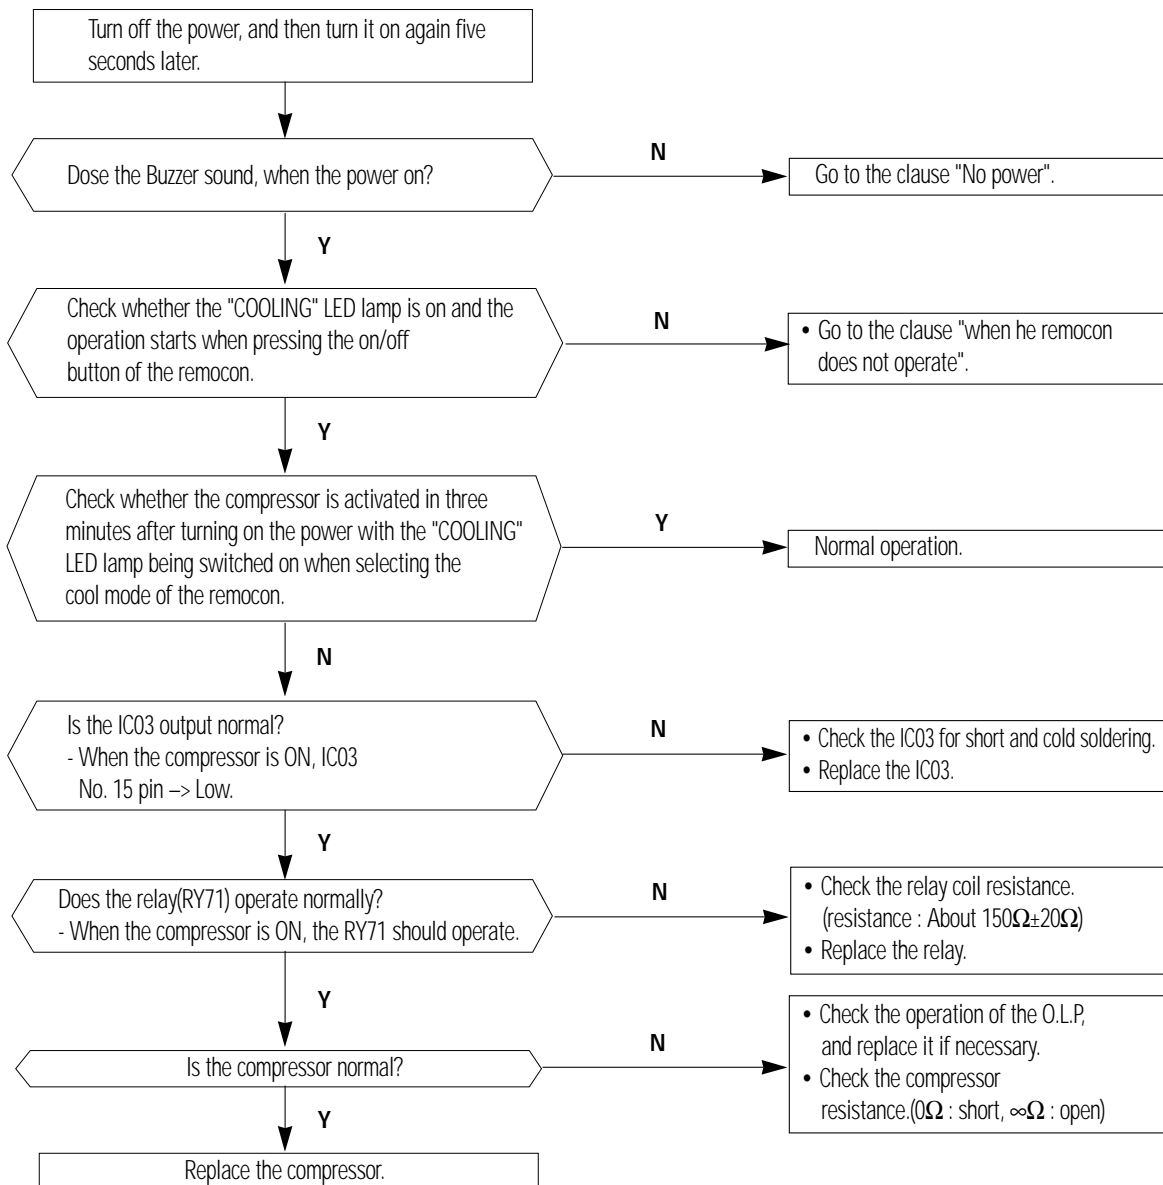 Turn off the power, and then turn it on again five
seconds later.
Dose the Buzzer sound, when the power on?
N
Go to the clause "No power".
Y
Check whether the "COOLING" LED lamp is on and the
operation starts when pressing the on/off
button of the remocon.
N
• Go to the clause "when he remocon
does not operate".
Y
Check whether the compressor is activated in three
minutes after turning on the power with the "COOLING"
LED lamp being switched on when selecting the
cool mode of the remocon.
Y
Normal operation.
N
Is the IC03 output normal?
- When the compressor is ON, IC03
No. 15 pin –> Low.
N
• Check the IC03 for short and cold soldering.
• Replace the IC03.
Y
Does the relay(RY71) operate normally?
- When the compressor is ON, the RY71 should operate.
N
• Check the relay coil resistance.
(resistance : About 150Ω±20Ω)
• Replace the relay.
Y
Is the compressor normal?
N
• Check the operation of the O.L.P,
and replace it if necessary.
• Check the compressor
resistance.(0Ω : short, ∞Ω : open)
Y
Replace the compressor.